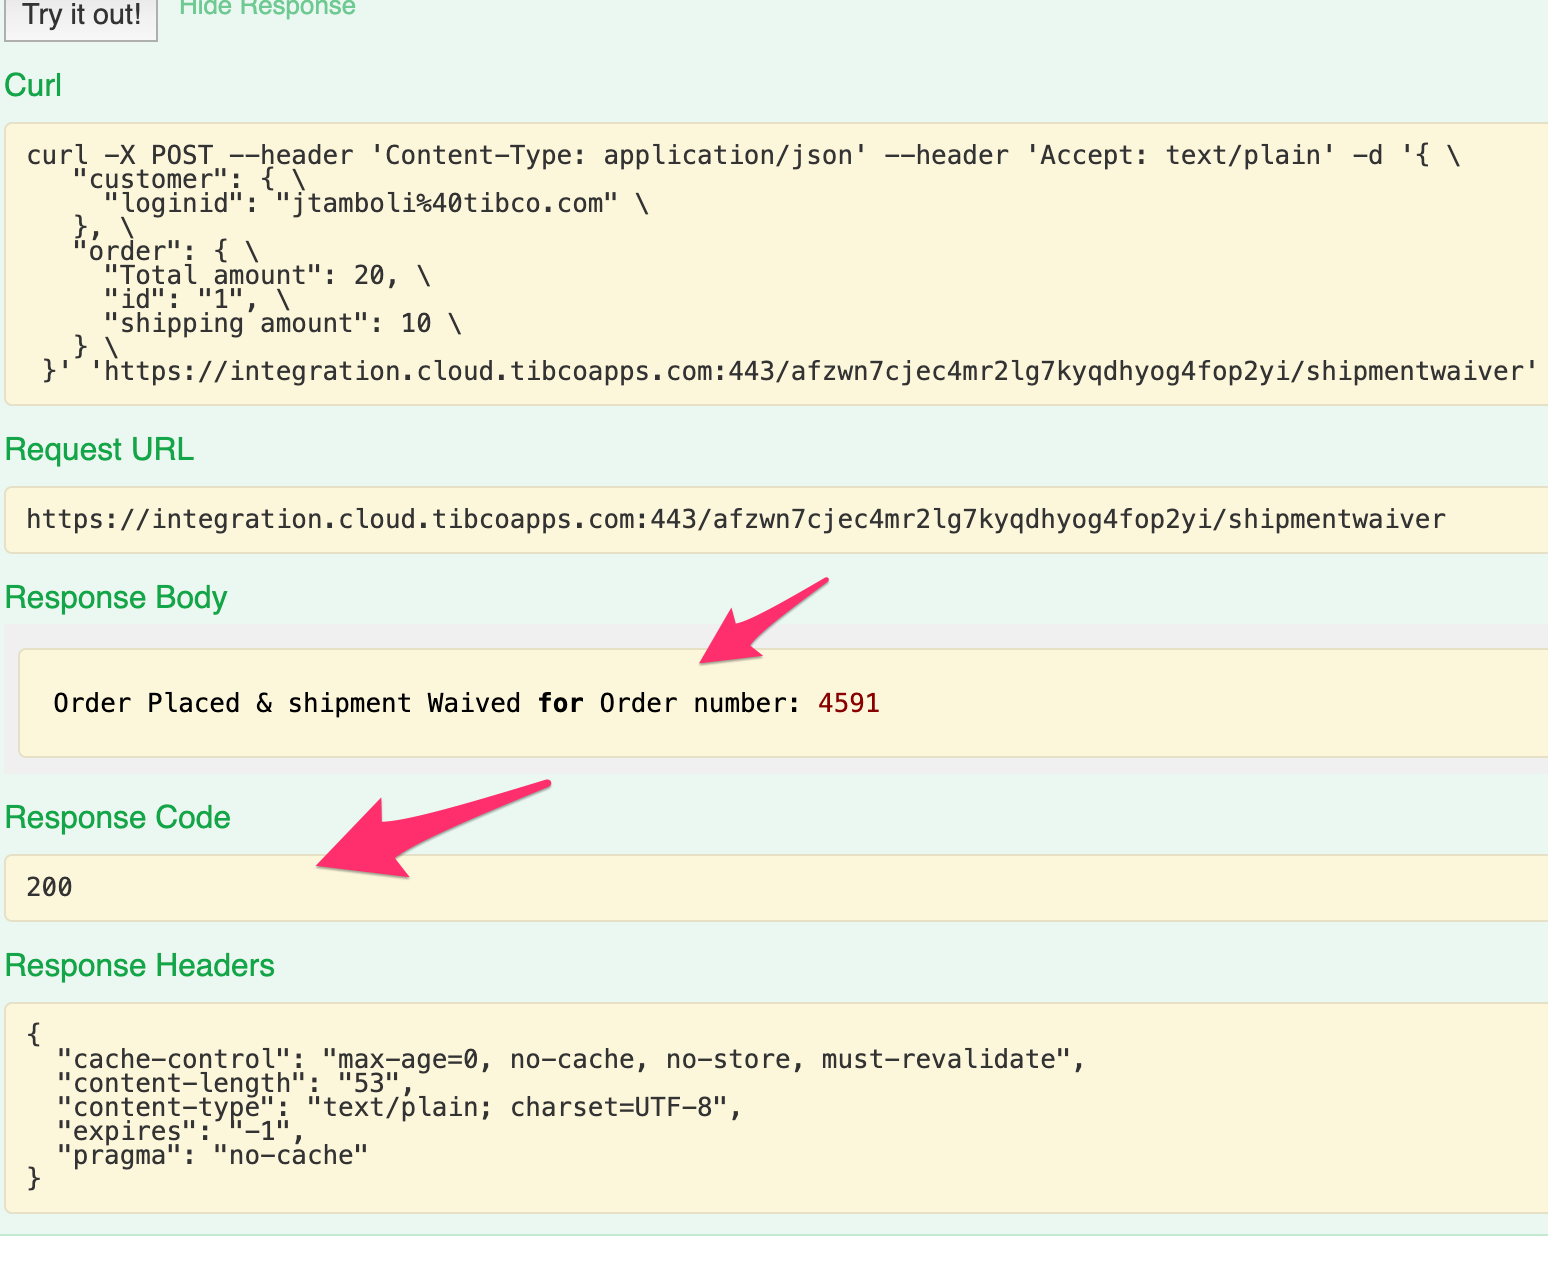 Try it out! Hide Response
Curl
curl -X POST --header 'Content-Type: application/json' --header 'Accept: text/plain' -d '{ \
"customer": { \
"loginid": "jtamboli%40tibco.com" \
}, \
"order": { \
"Total amount": 20, \
"id": "1", \
"shipping amount": 10 \
} \
}' 'https://integration.cloud.tibcoapps.com:443/afzwn7cjec4mr2lg7kyqdhyog4fop2yi/shipmentwaiver'
Request URL
https://integration.cloud.tibcoapps.com:443/afzwn7cjec4mr2lg7kyqdhyog4fop2yi/shipmentwaiver
Response Body
Order Placed & shipment Waived for Order number: 4591
Response Code
200
Response Headers
{
"cache-control": "max-age=0, no-cache, no-store, must-revalidate",
"content-length": "53",
"content-type": "text/plain; charset=UTF-8",
"expires": "-1",
"pragma": "no-cache"
}